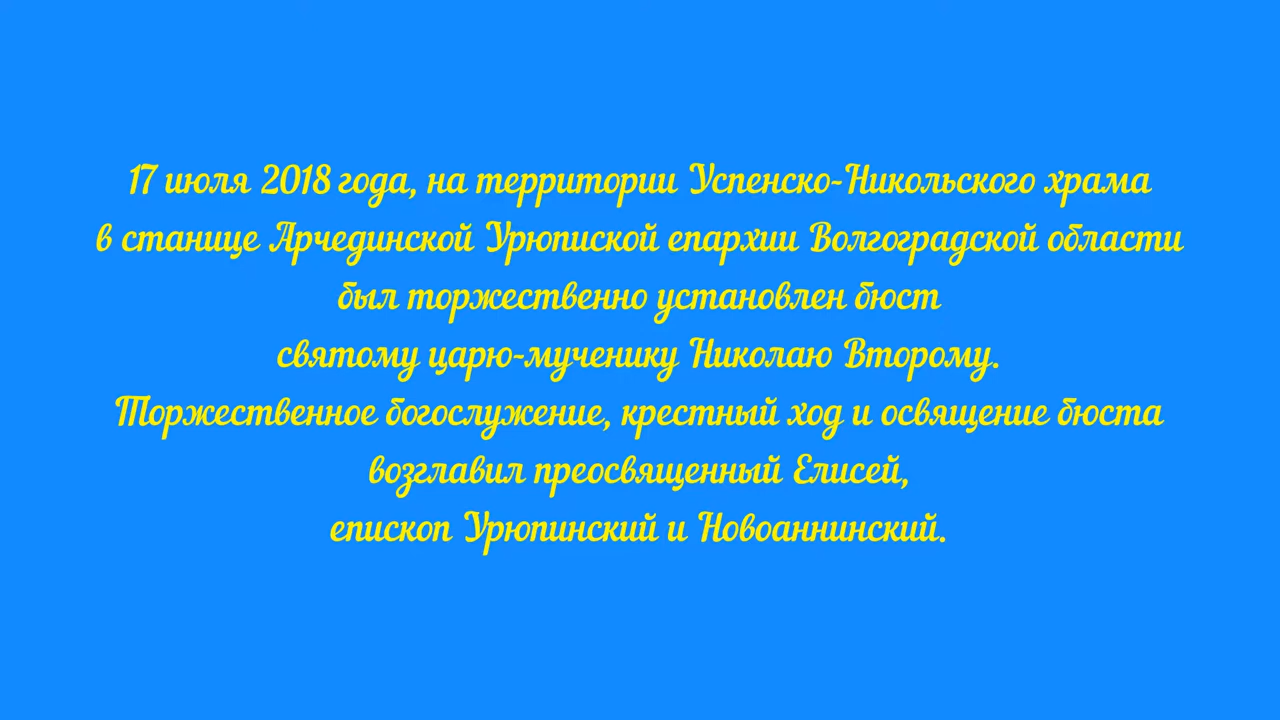 17 июля 2018 года, на территории Успенско-Никольского храма
в станице Арчединской Урюпиской епархии Волгоградской области
был торжественно установлен бюст
святому царю-мученику Николаю Второму.
Торжественное богослужение, крестный ход и освящение бюста
возглавил преосвященный Елисей,
епископ Урюпинский и Новоаннинский.